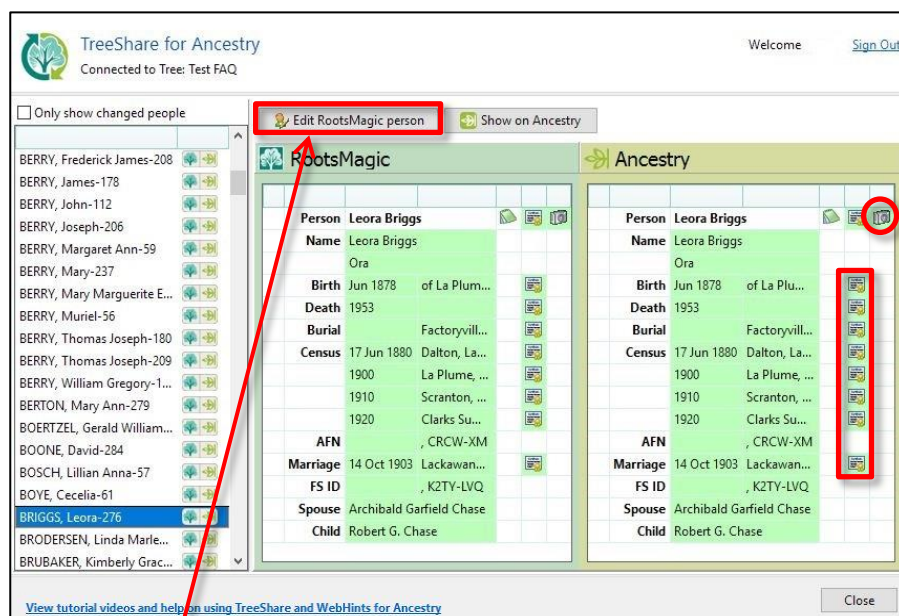 TreeShare for Ancestry
Welcome
Sign Out
Connected to Tree: Test FAQ
Only show changed people
Edit RootsMagic person
Show on Ancestry
BERRY, Frederick James-208
BERRY, James-178
BERRY, John-112
BERRY, Joseph-206
BERRY, Margaret Ann-59
BERRY, Mary-237
BERRY, Mary Marguerite E...
BERRY, Muriel-56
BERRY, Thomas Joseph-180
BERRY, Thomas Joseph-209
BERRY, William Gregory-1...
BERTON, Mary Ann-279
BOERTZEL, Gerald William...
BOONE, David-284
BOSCH, Lillian Anna-57
BOYE, Cecelia-61
BRIGGS, Leora-276
BRODERSEN, Linda Marle...
BRUBAKER, Kimberly Grac...
RootsMagic
Person Leora Briggs
Name Leora Briggs
Ora
Birth Jun 1878 of La Plum...
Death 1953
Burial Factoryvill...
Census 17 Jun 1880 Dalton, La...
1900 La Plume, ...
1910 Scranton, ...
1920 Clarks Su...
AFN , CRCW-XM
Marriage 14 Oct 1903 Lackawan...
FS ID , K2TY-LVQ
Spouse Archibald Garfield Chase
Child Robert G. Chase
Ancestry
Person Leora Briggs
Name Leora Briggs
Ora
Birth Jun 1878 of La Plu...
Death 1953
Burial Factoryvill...
Census 17 Jun 1880 Dalton, La...
1900 La Plume, ...
1910 Scranton, ...
1920 Clarks Su...
AFN , CRCW-XM
Marriage 14 Oct 1903 Lackawan...
FS ID , K2TY-LVQ
Spouse Archibald Garfield Chase
Child Robert G. Chase
View tutorial videos and help on using TreeShare and WebHints for Ancestry
Close